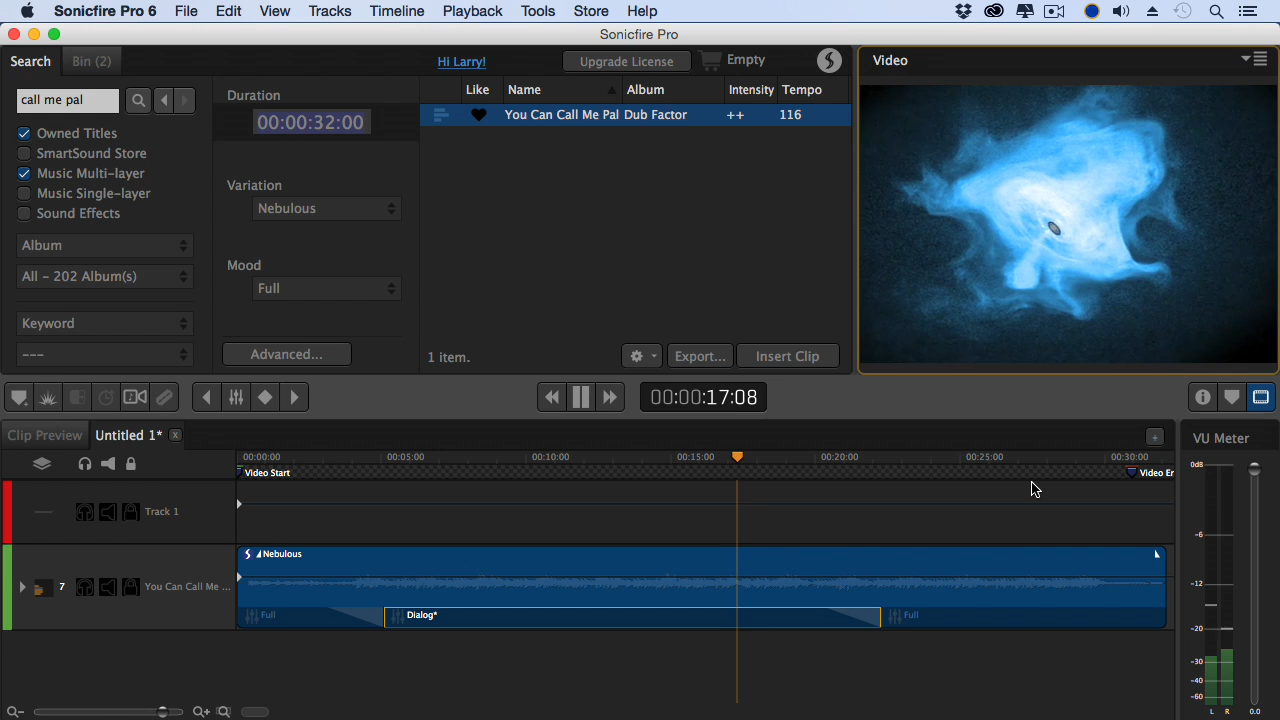 Sonicfire Pro 6 File Edit View Tracks Timeline Playback Tools Store Help
Sonicfire Pro
Search Bin (2) Hi Larry! Upgrade License Empty Video
Like Name Album Intensity Tempo
call me pal
Duration
00:00:32:00
You Can Call Me Pal Dub Factor ++ 116
Owned Titles
SmartSound Store
Music Multi-layer
Music Single-layer
Sound Effects
Variation
Nebulous
Album
All - 202 Album(s)
Mood
Full
Keyword
---
Advanced...
1 item.
Export...
Insert Clip
00:00:17:08
Clip Preview Untitled 1* x + VU Meter
00:00:00 00:05:00 00:10:00 00:15:00 00:20:00 00:25:00 00:30:00
Video Start Video Er
Track 1
Nebulous
7 You Can Call Me ...
Full Dialog* Full
0dB
-6
-12
-20
-30
-40
-60
L R 0.0